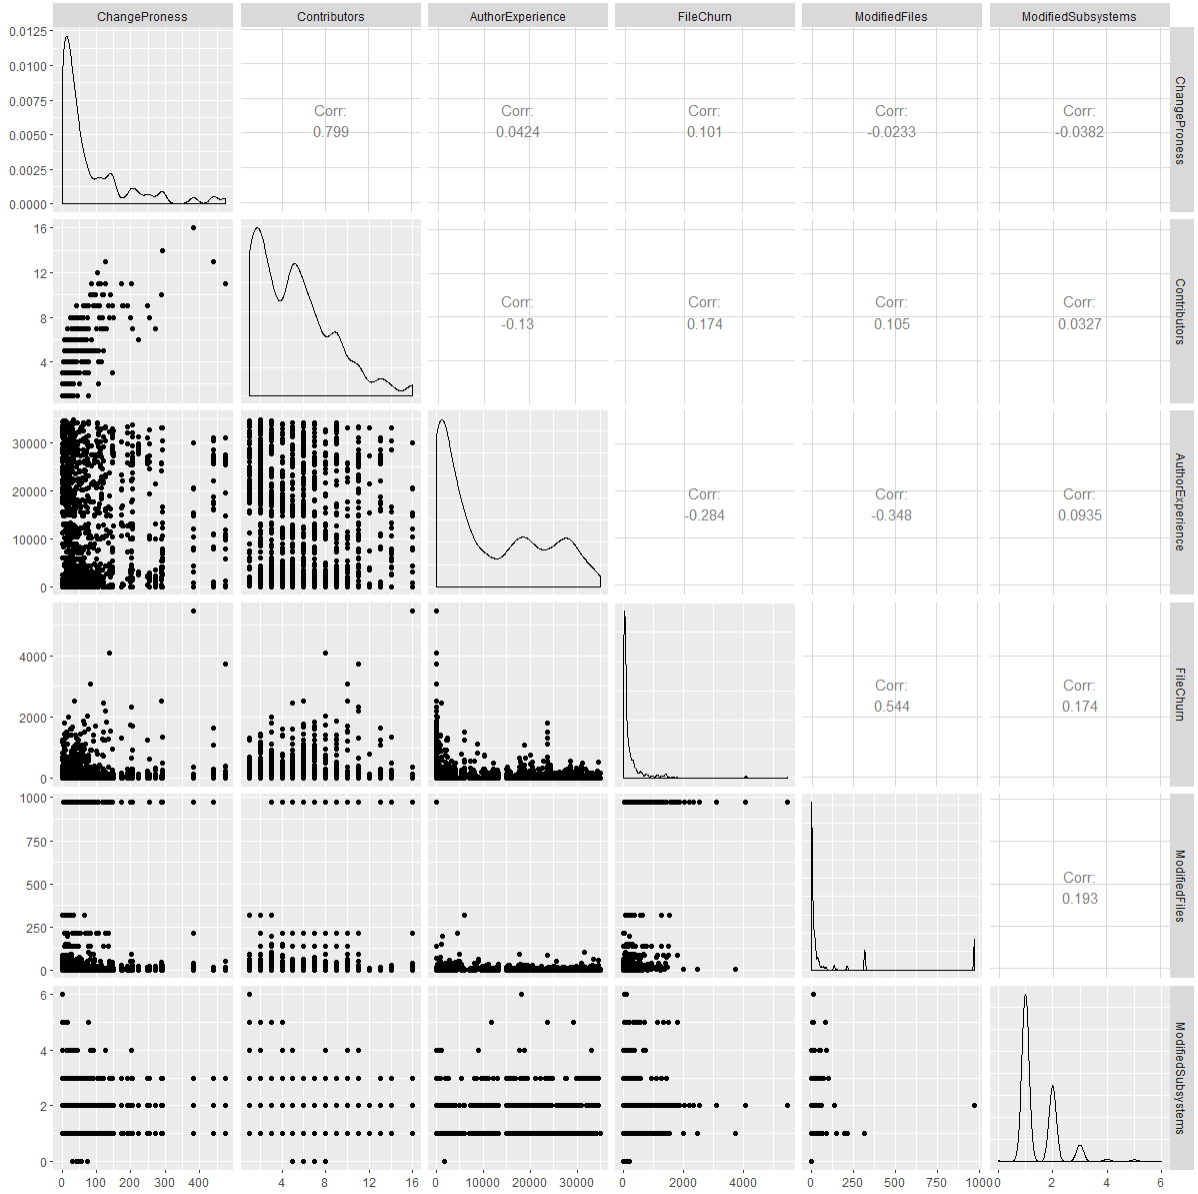 ChangeProness Contributors AuthorExperience FileChurn ModifiedFiles ModifiedSubsystems
0.0125
0.0100
0.0075
0.0050
0.0025
0.0000
Corr:
0.799
Corr:
0.0424
Corr:
0.101
Corr:
-0.0233
Corr:
-0.0382
ChangeProness
16
12
8
4
Corr:
-0.13
Corr:
0.174
Corr:
0.105
Corr:
0.0327
Contributors
30000
20000
10000
0
Corr:
-0.284
Corr:
-0.348
Corr:
0.0935
AuthorExperience
4000
2000
0
Corr:
0.544
Corr:
0.174
FileChurn
1000
750
500
250
0
Corr:
0.193
ModifiedFiles
6
4
2
0
ModifiedSubsystems
0 100 200 300 400 4 8 12 16 0 10000 20000 30000 0 2000 4000 0 250 500 750 1000 0 2 4 6